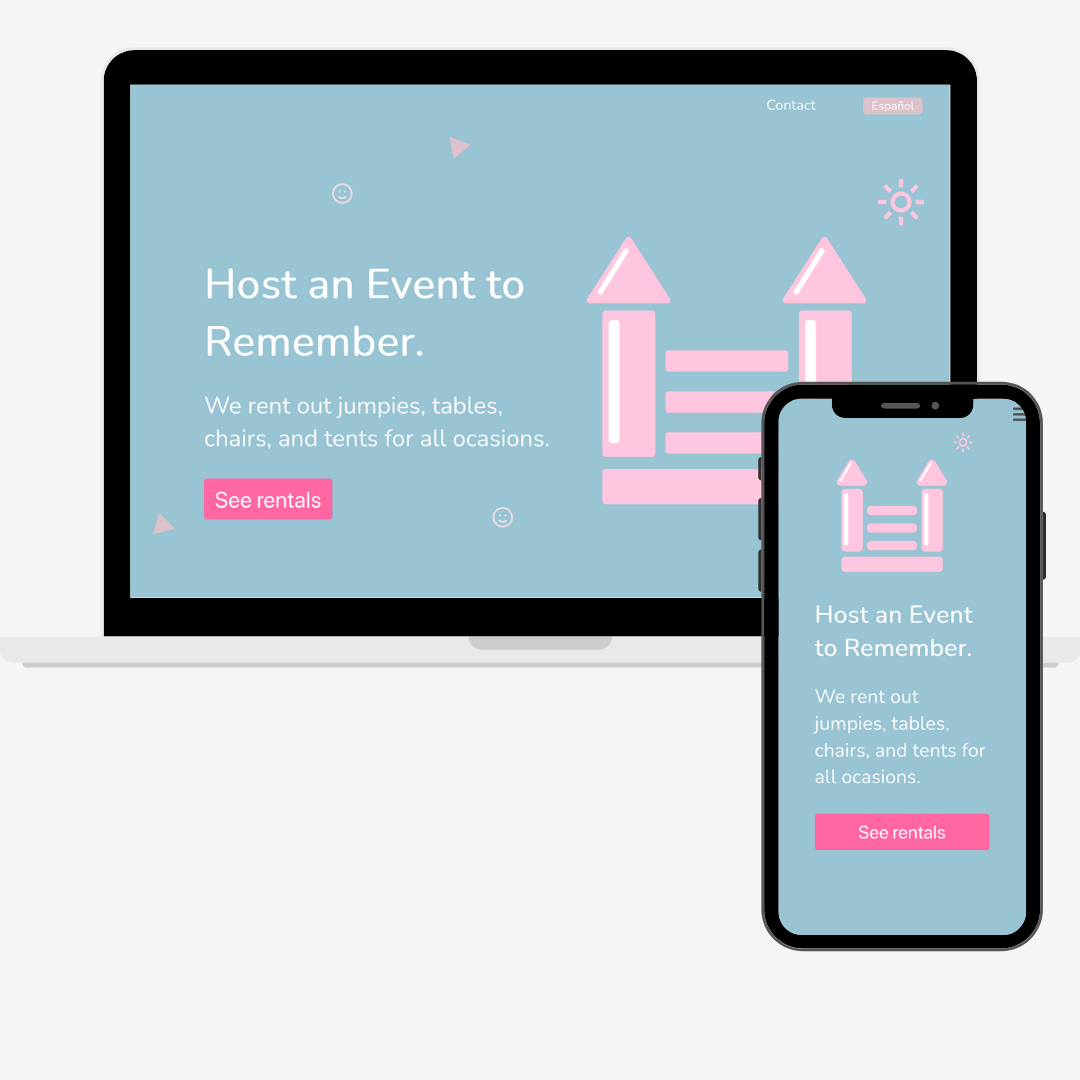 Contact
Español
Host an Event to
Remember.
We rent out jumpies, tables,
chairs, and tents for all ocasions.
See rentals
Host an Event
to Remember.
We rent out
jumpies, tables,
chairs, and tents for
all ocasions.
See rentals